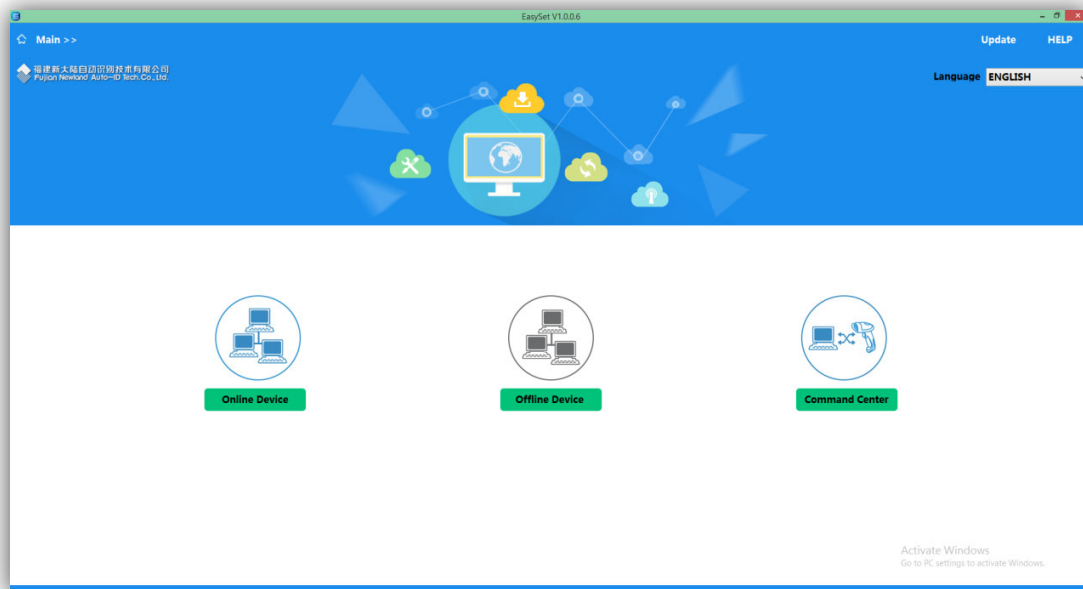 EasySet V1.0.0.6
Main >>
Update
HELP
福建新大陆自动识别技术有限公司
Fujian Newland Auto-ID Tech.Co.,Ltd.
Language
ENGLISH
Online Device
Offline Device
Command Center
Activate Windows
Go to PC settings to activate Windows.